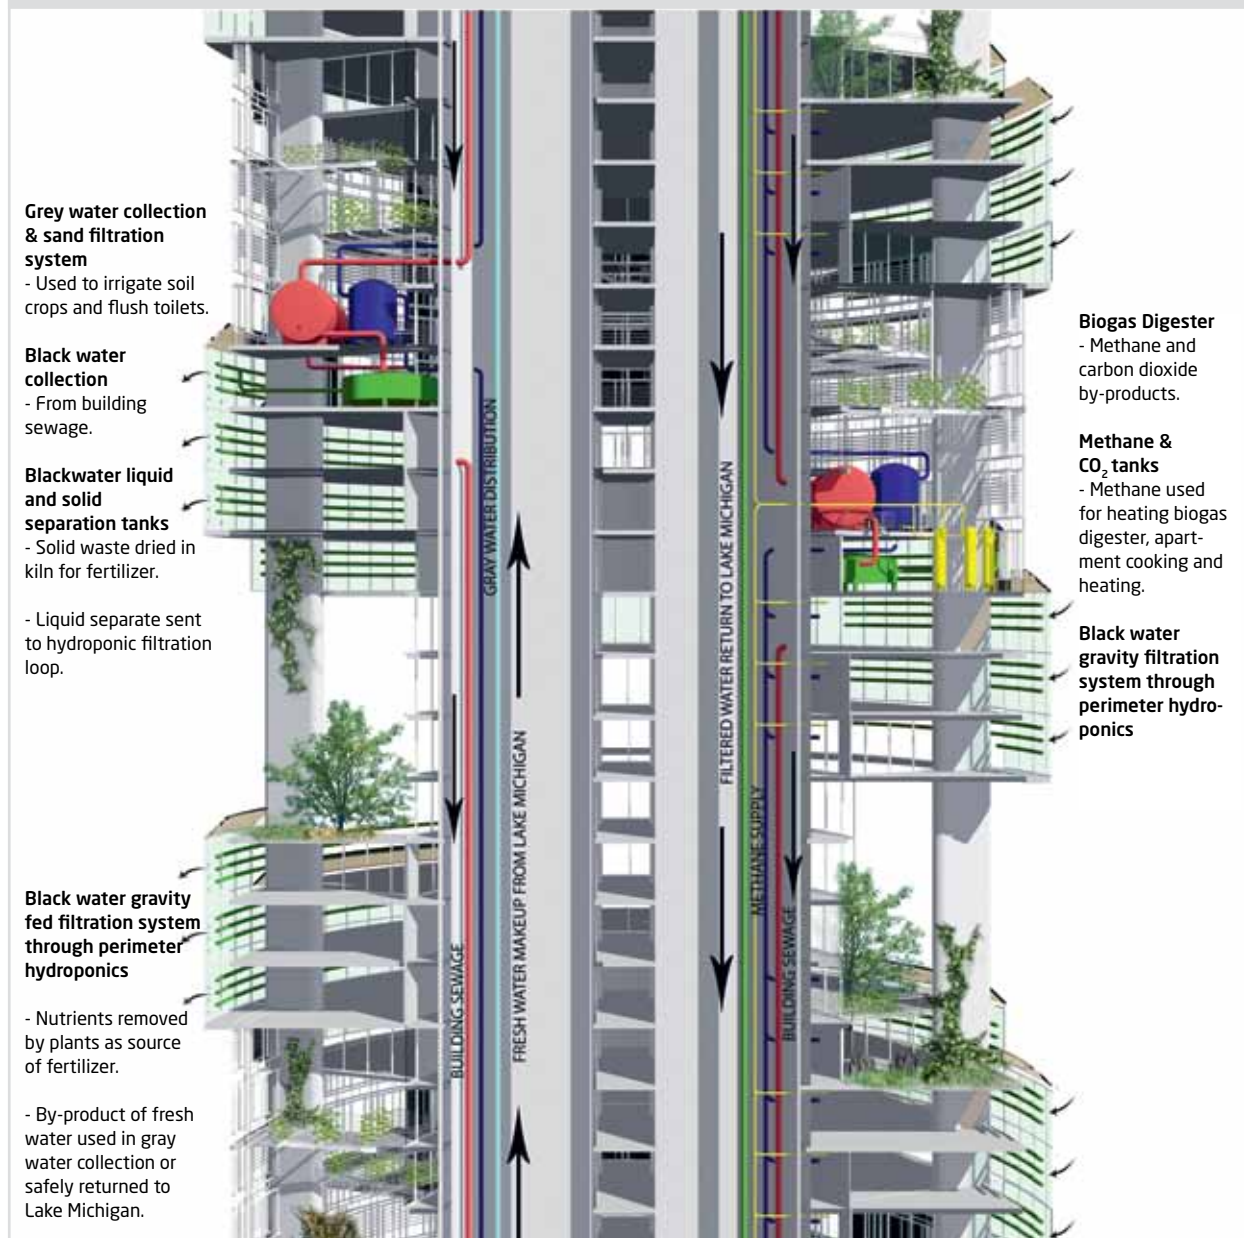 Grey water collection
& sand filtration
system
- Used to irrigate soil
crops and flush toilets.
Black water
collection
- From building
sewage.
Blackwater liquid
and solid
separation tanks
- Solid waste dried in
kiln for fertilizer.
- Liquid separate sent
to hydroponic filtration
loop.
Black water gravity
fed filtration system
through perimeter
hydroponics
- Nutrients removed
by plants as source
of fertilizer.
- By-product of fresh
water used in gray
water collection or
safely returned to
Lake Michigan.
BUILDING SEWAGE
GRAY WATER DISTRIBUTION
FRESH WATER MAKEUP FROM LAKE MICHIGAN
FILTERED WATER RETURN TO LAKE MICHIGAN
METHANE SUPPLY
BUILDING SEWAGE
Biogas Digester
- Methane and
carbon dioxide
by-products.
Methane &
CO₂ tanks
- Methane used
for heating biogas
digester, apart-
ment cooking and
heating.
Black water
gravity filtration
system through
perimeter hydro-
ponics